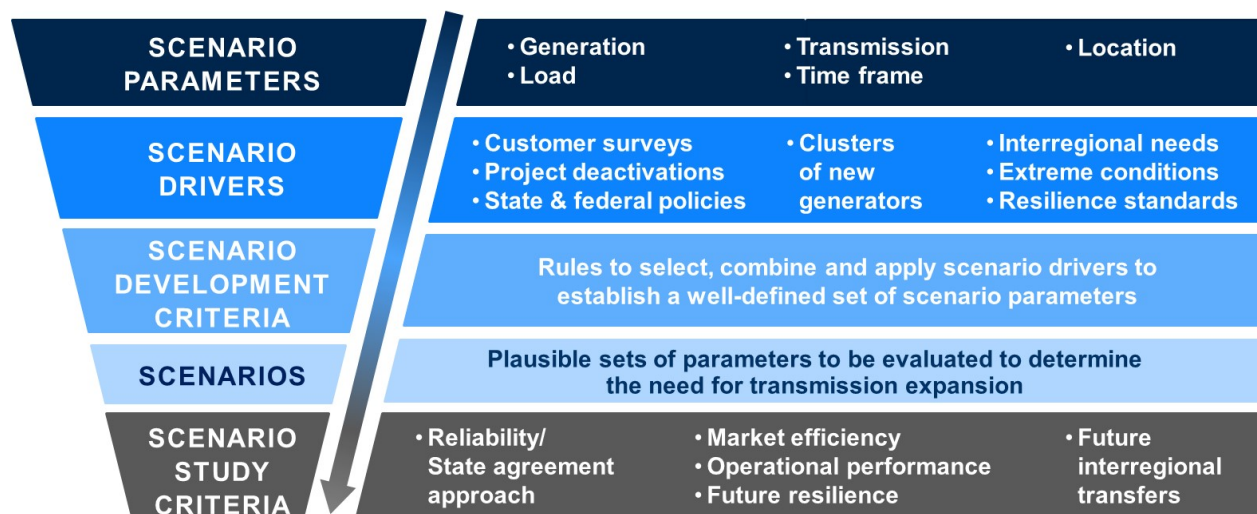 SCENARIO
PARAMETERS
• Generation
• Load
• Transmission
• Time frame
• Location
SCENARIO
DRIVERS
• Customer surveys
• Project deactivations
• State & federal policies
• Clusters
of new
generators
• Interregional needs
• Extreme conditions
• Resilience standards
SCENARIO
DEVELOPMENT
CRITERIA
Rules to select, combine and apply scenario drivers to
establish a well-defined set of scenario parameters
SCENARIOS
Plausible sets of parameters to be evaluated to determine
the need for transmission expansion
SCENARIO
STUDY
CRITERIA
• Reliability/
State agreement
approach
• Market efficiency
• Operational performance
• Future resilience
• Future
interregional
transfers